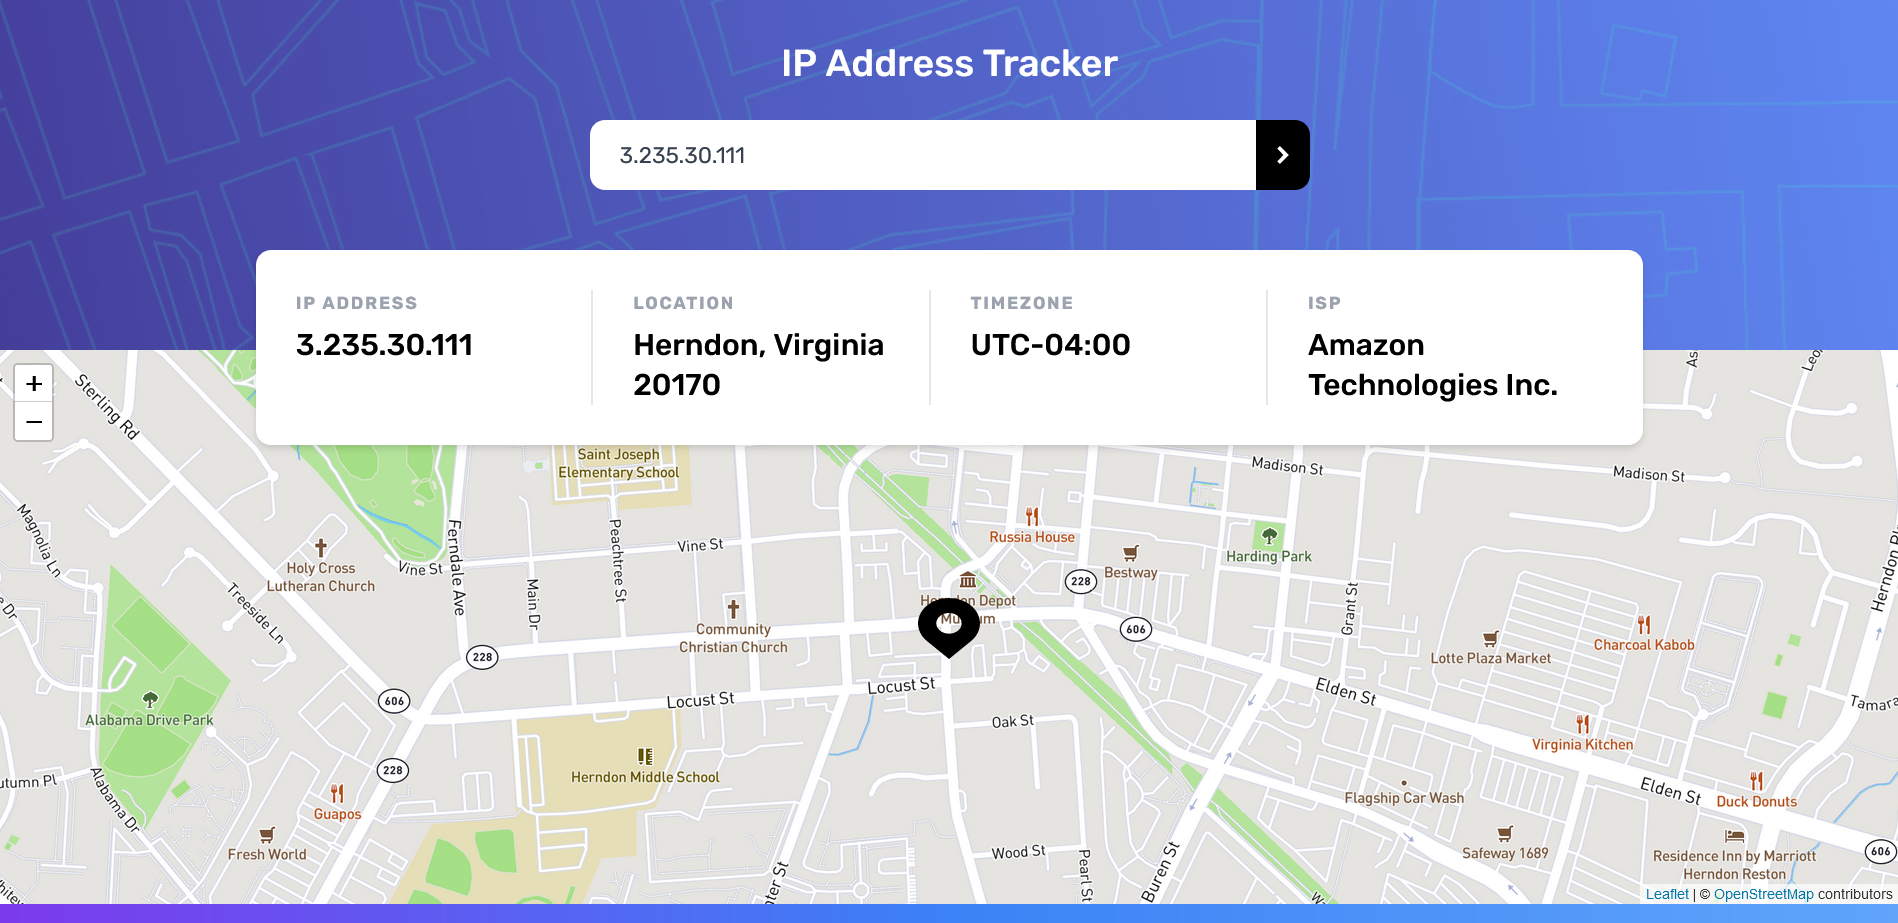 IP Address Tracker
3.235.30.111
IP ADDRESS
3.235.30.111
LOCATION
Herndon, Virginia
20170
TIMEZONE
UTC-04:00
ISP
Amazon
Technologies Inc.
+
−
Sterling Rd
Saint Joseph
Elementary School
Madison St
Madison St
Magnolia Ln
Ferndale Ave
Peachtree St
Vine St
Russia House
Harding Park
Bestway
Holy Cross
Lutheran Church
Vine St
Main Dr
Treeside Ln
228
Herndon Depot
Museum
Grant St
Herndon
606
Community
Christian Church
228
Charcoal Kabob
Lotte Plaza Market
Locust St
Locust St
Elden St
606
Alabama Drive Park
Oak St
Virginia Kitchen
228
Herndon Middle School
Alabama Dr
Guapos
Flagship Car Wash
Elden St
Duck Donuts
Fresh World
Wood St
Pearl St
Buren St
Safeway 1689
Residence Inn by Marriott
Herndon Reston
606
Leaflet | © OpenStreetMap contributors